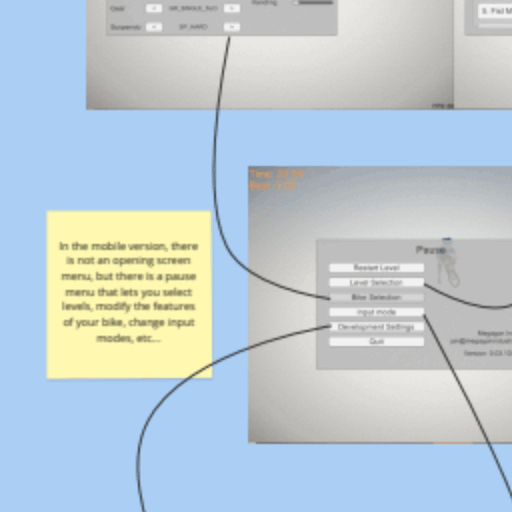 Gear
Handling
In the mobile version, there
is not an opening screen
menu, but there is a pause
menu that lets you select
levels, modify the features
of your bike, change input
modes, etc...
Pause
Restart Level
Level Selection
Bike Selection
Input mode
Development Settings
Quit